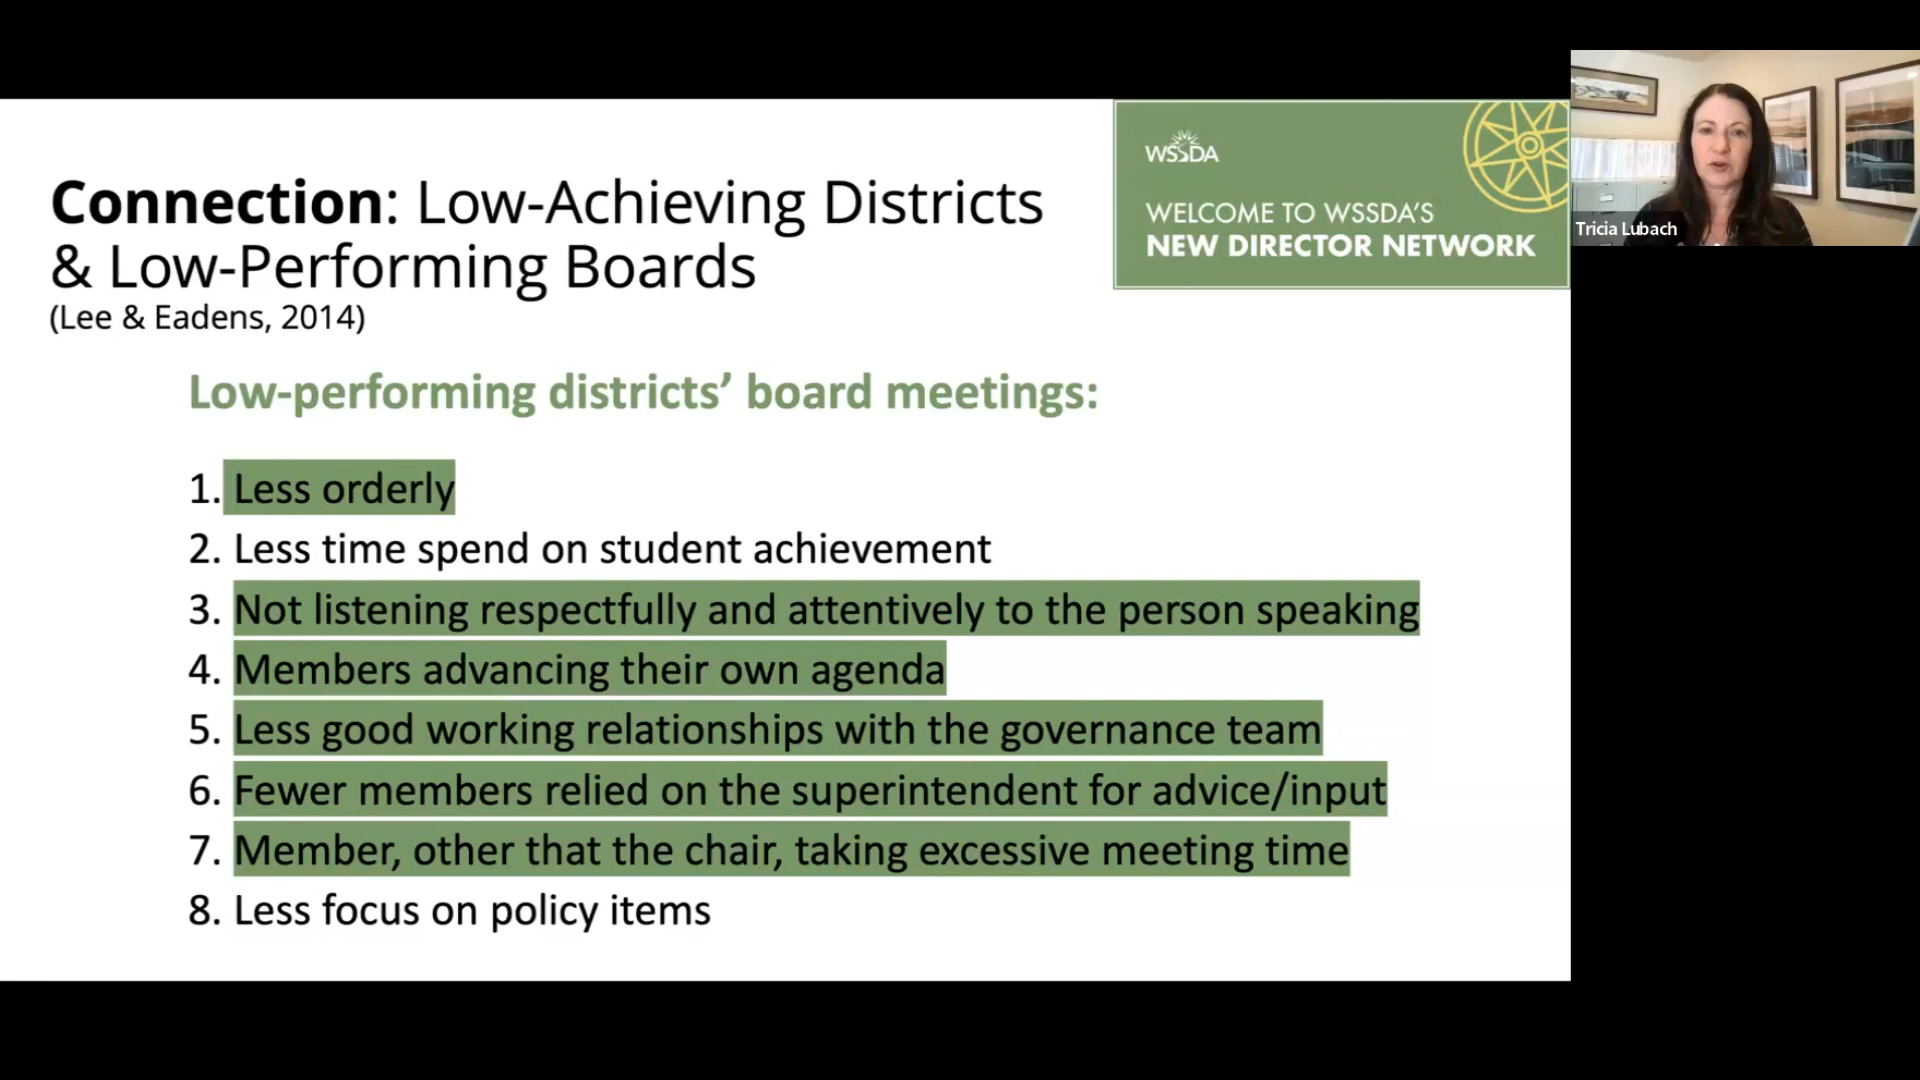 Connection: Low-Achieving Districts
& Low-Performing Boards
(Lee & Eadens, 2014)
WSSDA
WELCOME TO WSSDA'S
NEW DIRECTOR NETWORK
Tricia Lubach
Low-performing districts' board meetings:
1. Less orderly
2. Less time spend on student achievement
3. Not listening respectfully and attentively to the person speaking
4. Members advancing their own agenda
5. Less good working relationships with the governance team
6. Fewer members relied on the superintendent for advice/input
7. Member, other that the chair, taking excessive meeting time
8. Less focus on policy items